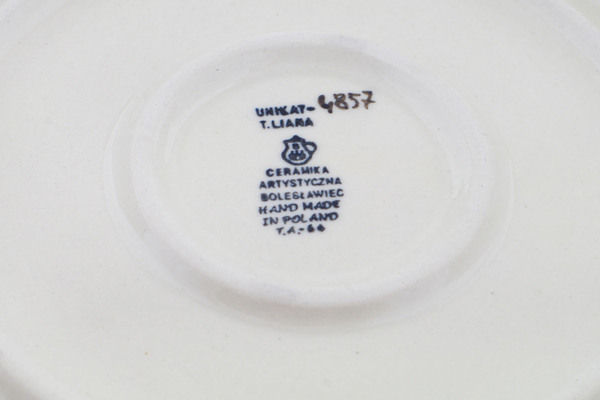 UNIKAT- 4857
T.LIANA
B
CERAMIKA
ARTYSTYCZNA
BOLESŁAWIEC
HAND MADE
IN POLAND
T.A.-66